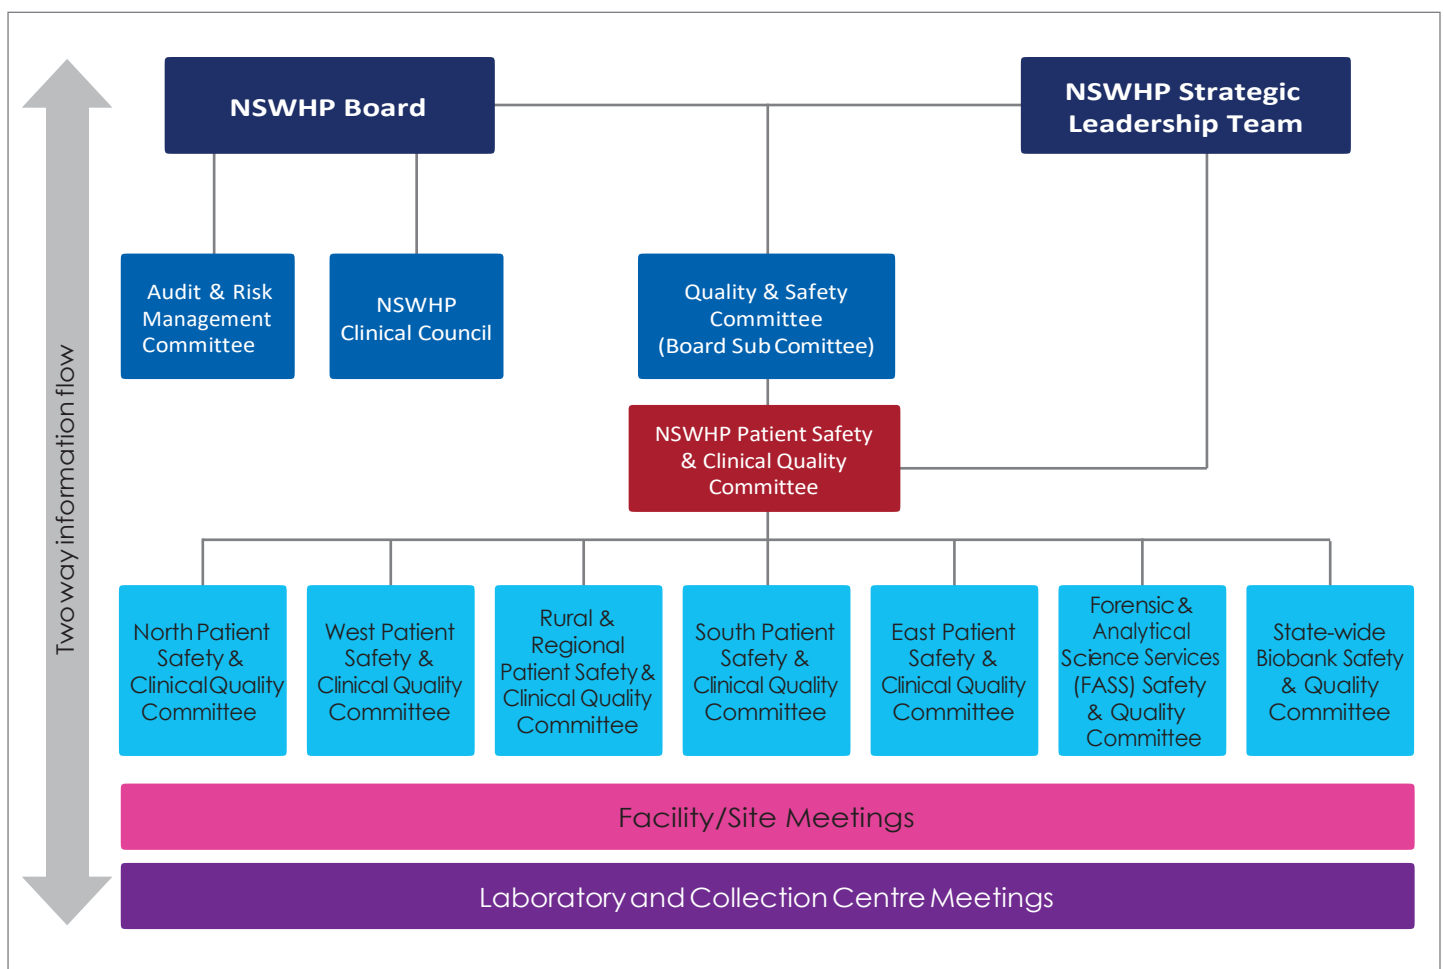 NSWHP Board
NSWHP Strategic
Leadership Team
Audit & Risk
Management
Committee
NSWHP
Clinical Council
Quality & Safety
Committee
(Board Sub Comittee)
NSWHP Patient Safety
& Clinical Quality
Committee
Two way information flow
North Patient
Safety &
Clinical Quality
Committee
West Patient
Safety &
Clinical Quality
Committee
Rural &
Regional
Patient Safety &
Clinical Quality
Committee
South Patient
Safety &
Clinical Quality
Committee
East Patient
Safety &
Clinical Quality
Committee
Forensic &
Analytical
Science Services
(FASS) Safety
& Quality
Committee
State-wide
Biobank Safety
& Quality
Committee
Facility/Site Meetings
Laboratory and Collection Centre Meetings